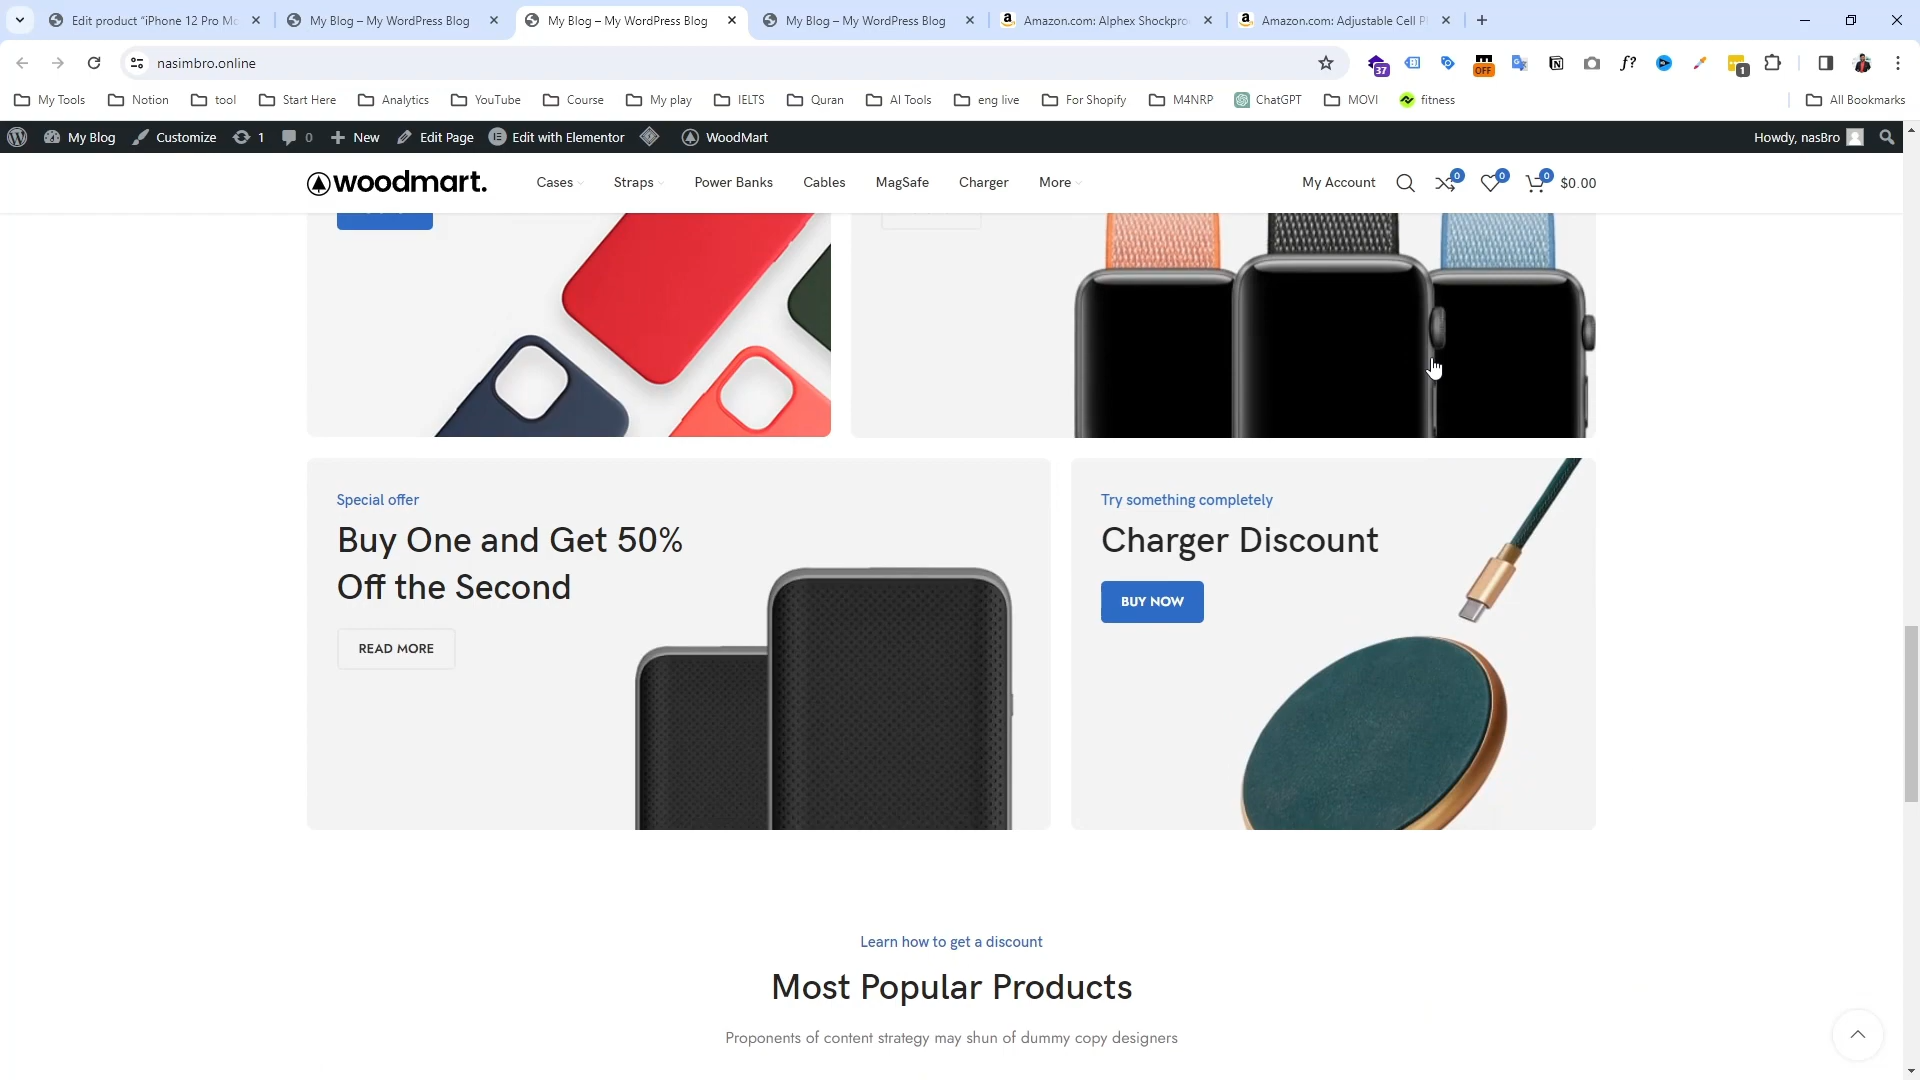 Edit product "iPhone 12 Pro Mo
My Blog – My WordPress Blog
My Blog – My WordPress Blog
My Blog – My WordPress Blog
Amazon.com: Alphex Shockpro
Amazon.com: Adjustable Cell P
nasimbro.online
37
OFF
f?
1
My Tools
Notion
tool
Start Here
Analytics
YouTube
Course
My play
IELTS
Quran
AI Tools
eng live
For Shopify
M4NRP
ChatGPT
MOVI
fitness
All Bookmarks
My Blog
Customize
1
0
New
Edit Page
Edit with Elementor
WoodMart
Howdy, nasBro
woodmart.
Cases
Straps
Power Banks
Cables
MagSafe
Charger
More
My Account
0
0
0
$0.00
Special offer
Buy One and Get 50%
Off the Second
READ MORE
Try something completely
Charger Discount
BUY NOW
Learn how to get a discount
Most Popular Products
Proponents of content strategy may shun of dummy copy designers